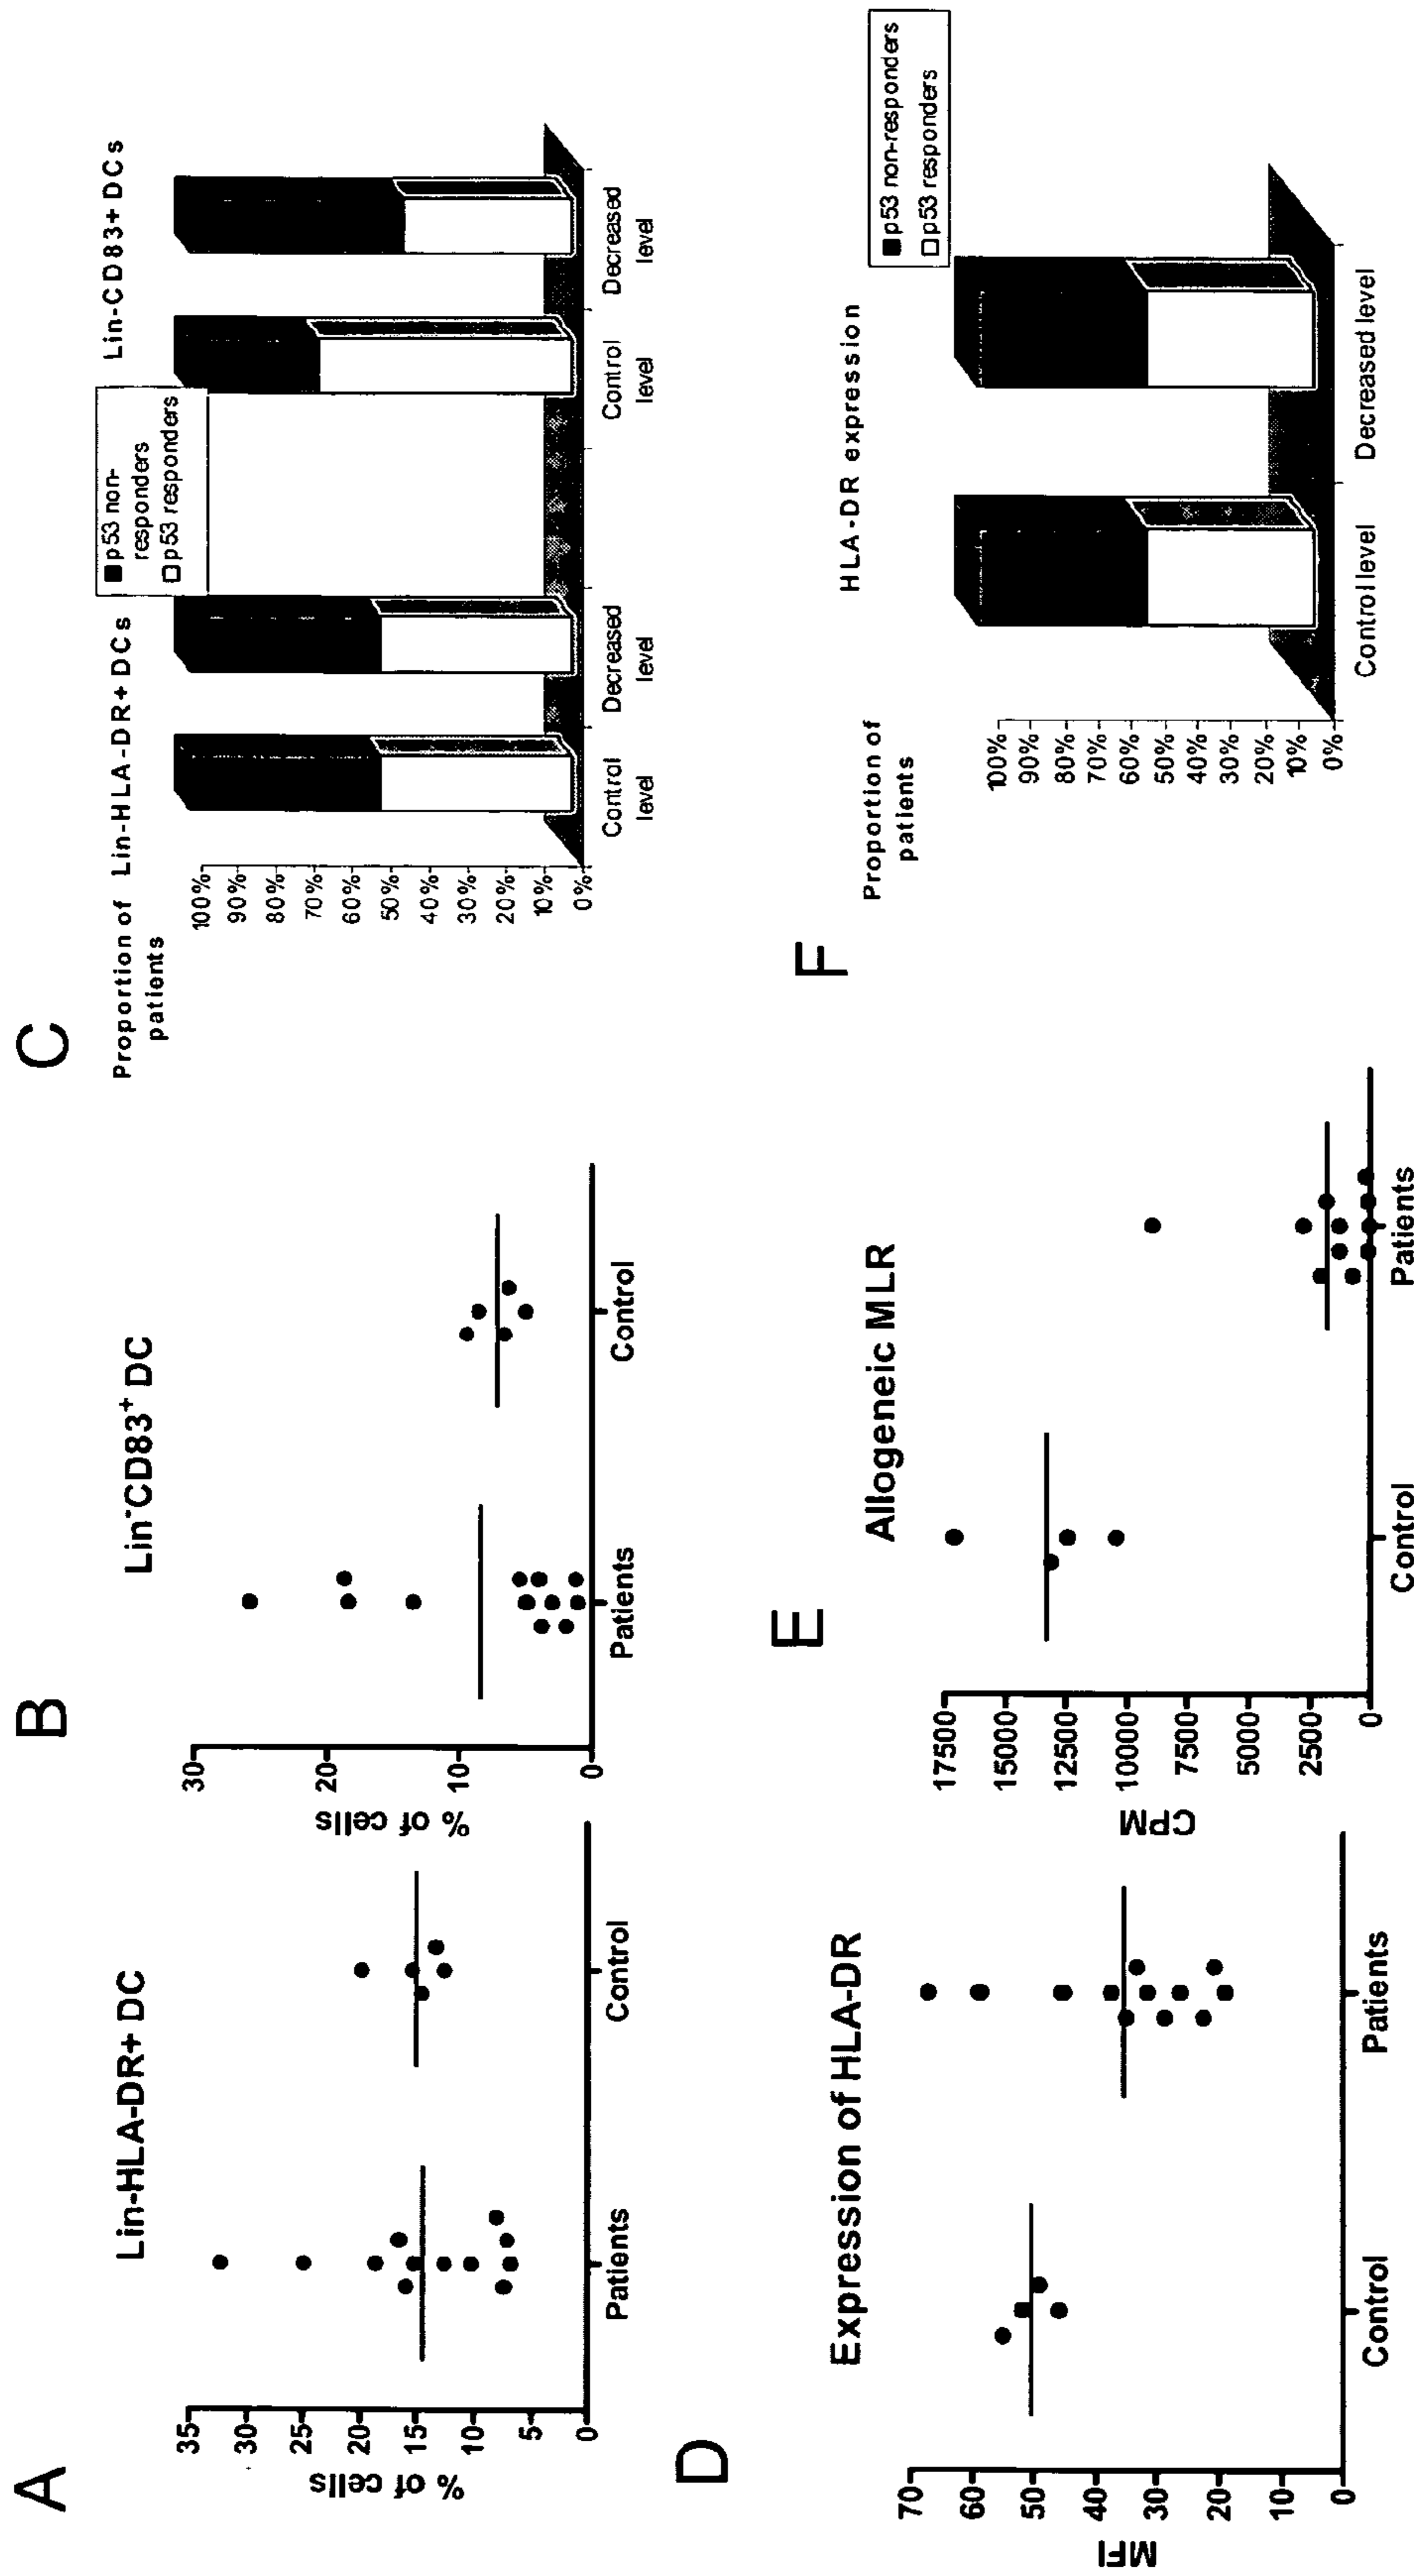 A
Lin-HLA-DR+ DC
% of cells
35
30
25
20
15
10
5
0
Patients
Control
B
Lin-CD83+ DC
% of cells
30
20
10
0
Patients
Control
C
Proportion of
patients
Lin-HLA-DR+ DCs
Lin-CD83+ DCs
p53 non-
responders
p53 responders
100%
90%
80%
70%
60%
50%
40%
30%
20%
10%
0%
Control
level
Decreased
level
Control
level
Decreased
level
D
Expression of HLA-DR
MFI
70
60
50
40
30
20
10
0
Control
Patients
E
Allogeneic MLR
CPM
17500
15000
12500
10000
7500
5000
2500
0
Control
Patients
F
Proportion of
patients
HLA-DR expression
p53 non-responders
p53 responders
100%
90%
80%
70%
60%
50%
40%
30%
20%
10%
0%
Control level
Decreased level